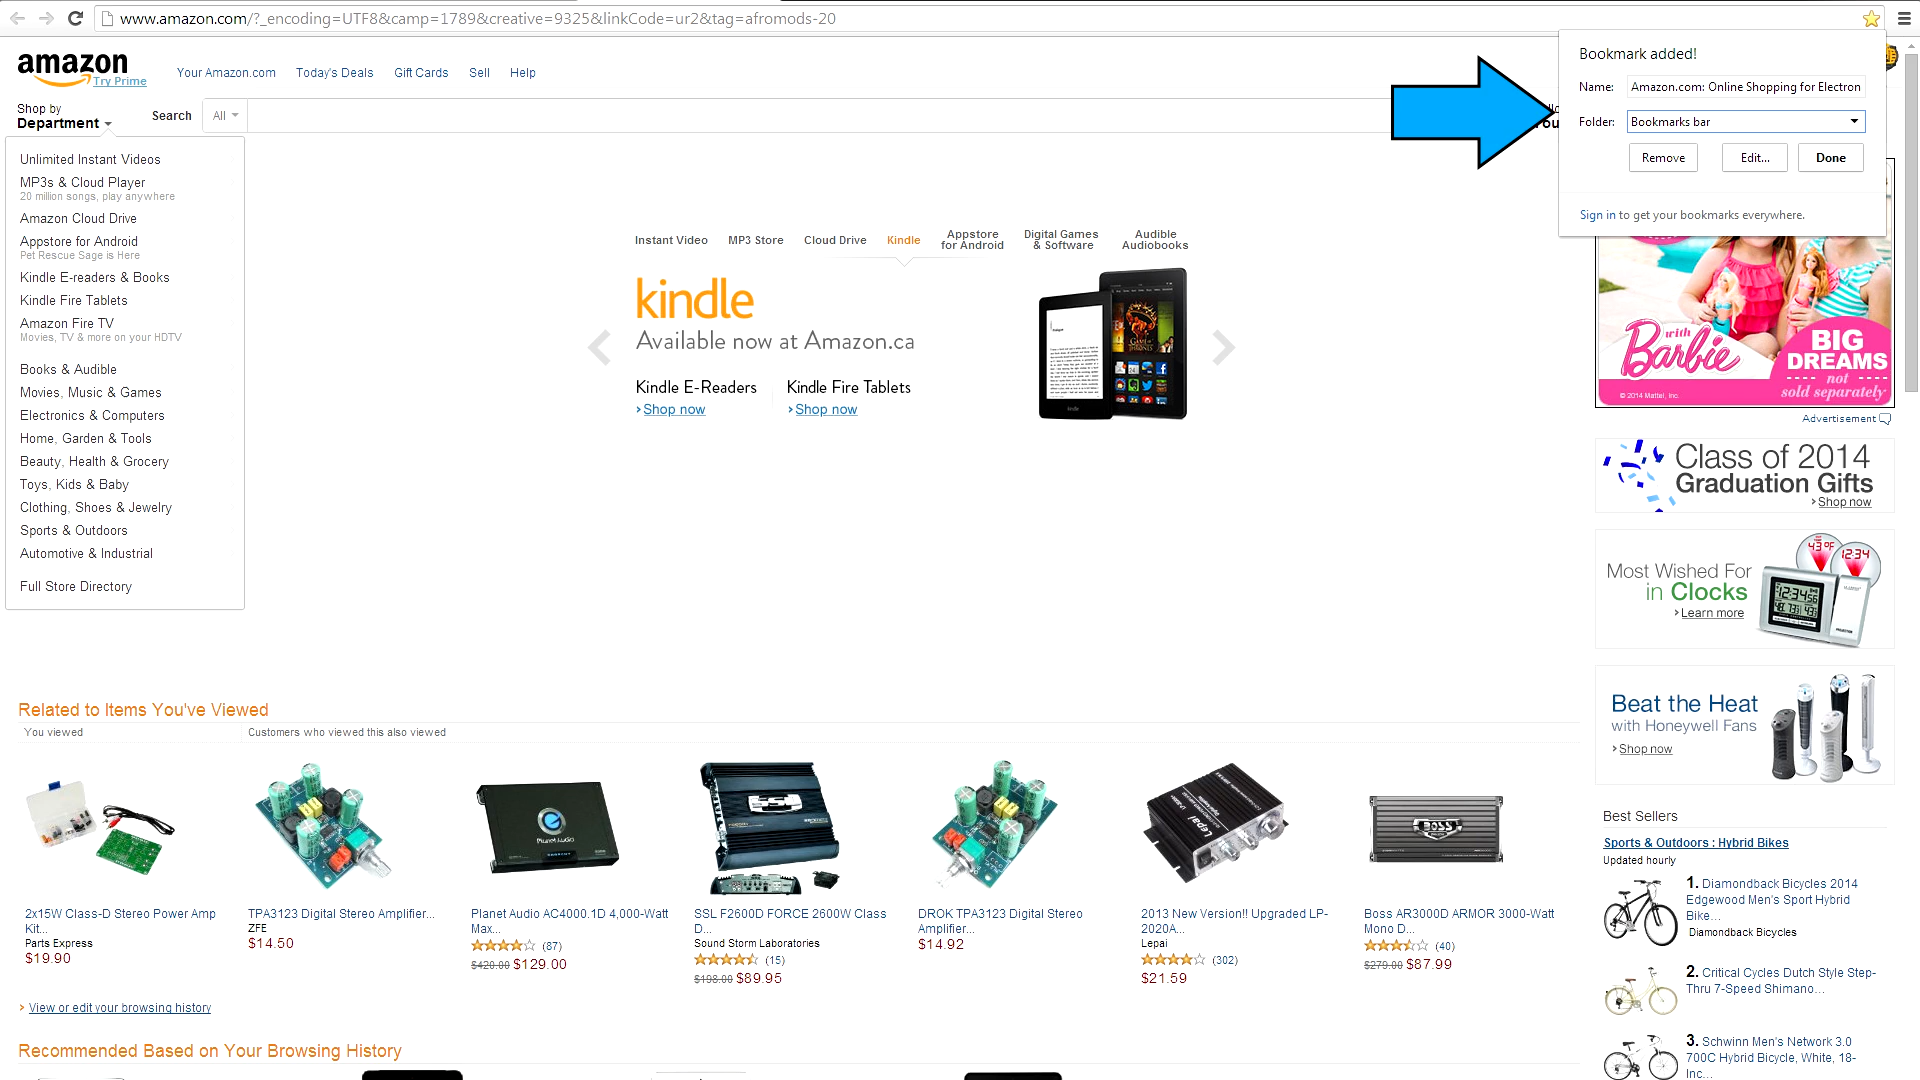 www.amazon.com/?_encoding=UTF8&camp=1789&creative=9325&linkCode=ur2&tag=afromods-20
Bookmark added!
Name: Amazon.com: Online Shopping for Electron
Folder: Bookmarks bar
Remove Edit... Done
Sign in to get your bookmarks everywhere.
amazon
Try Prime
Your Amazon.com Today's Deals Gift Cards Sell Help
Shop by
Department
Search All
Unlimited Instant Videos
MP3s & Cloud Player
20 million songs, play anywhere
Amazon Cloud Drive
Appstore for Android
Pet Rescue Saga is Here
Kindle E-readers & Books
Kindle Fire Tablets
Amazon Fire TV
Movies, TV & more on your HDTV
Books & Audible
Movies, Music & Games
Electronics & Computers
Home, Garden & Tools
Beauty, Health & Grocery
Toys, Kids & Baby
Clothing, Shoes & Jewelry
Sports & Outdoors
Automotive & Industrial
Full Store Directory
Instant Video MP3 Store Cloud Drive Kindle Appstore for Android Digital Games & Software Audible Audiobooks
kindle
Available now at Amazon.ca
Kindle E-Readers Kindle Fire Tablets
Shop now Shop now
with
Barbie
BIG
DREAMS
not
sold separately
© 2014 Mattel, Inc.
Advertisement
Class of 2014
Graduation Gifts
Shop now
Most Wished For
in Clocks
Learn more
Beat the Heat
with Honeywell Fans
Shop now
Related to Items You've Viewed
You viewed Customers who viewed this also viewed
2x15W Class-D Stereo Power Amp
Kit...
Parts Express
$19.90
TPA3123 Digital Stereo Amplifier...
ZFE
$14.50
Planet Audio AC4000.1D 4,000-Watt
Max...
(87)
$420.00 $129.00
SSL F2600D FORCE 2600W Class
D...
Sound Storm Laboratories
(15)
$198.00 $89.95
DROK TPA3123 Digital Stereo
Amplifier...
$14.92
2013 New Version!! Upgraded LP-
2020A...
Lepai
(302)
$21.59
Boss AR3000D ARMOR 3000-Watt
Mono D...
(40)
$279.00 $87.99
View or edit your browsing history
Recommended Based on Your Browsing History
Best Sellers
Sports & Outdoors : Hybrid Bikes
Updated hourly
1. Diamondback Bicycles 2014
Edgewood Men's Sport Hybrid
Bike...
Diamondback Bicycles
2. Critical Cycles Dutch Style Step-
Thru 7-Speed Shimano...
3. Schwinn Men's Network 3.0
700C Hybrid Bicycle, White, 18-
Inc...